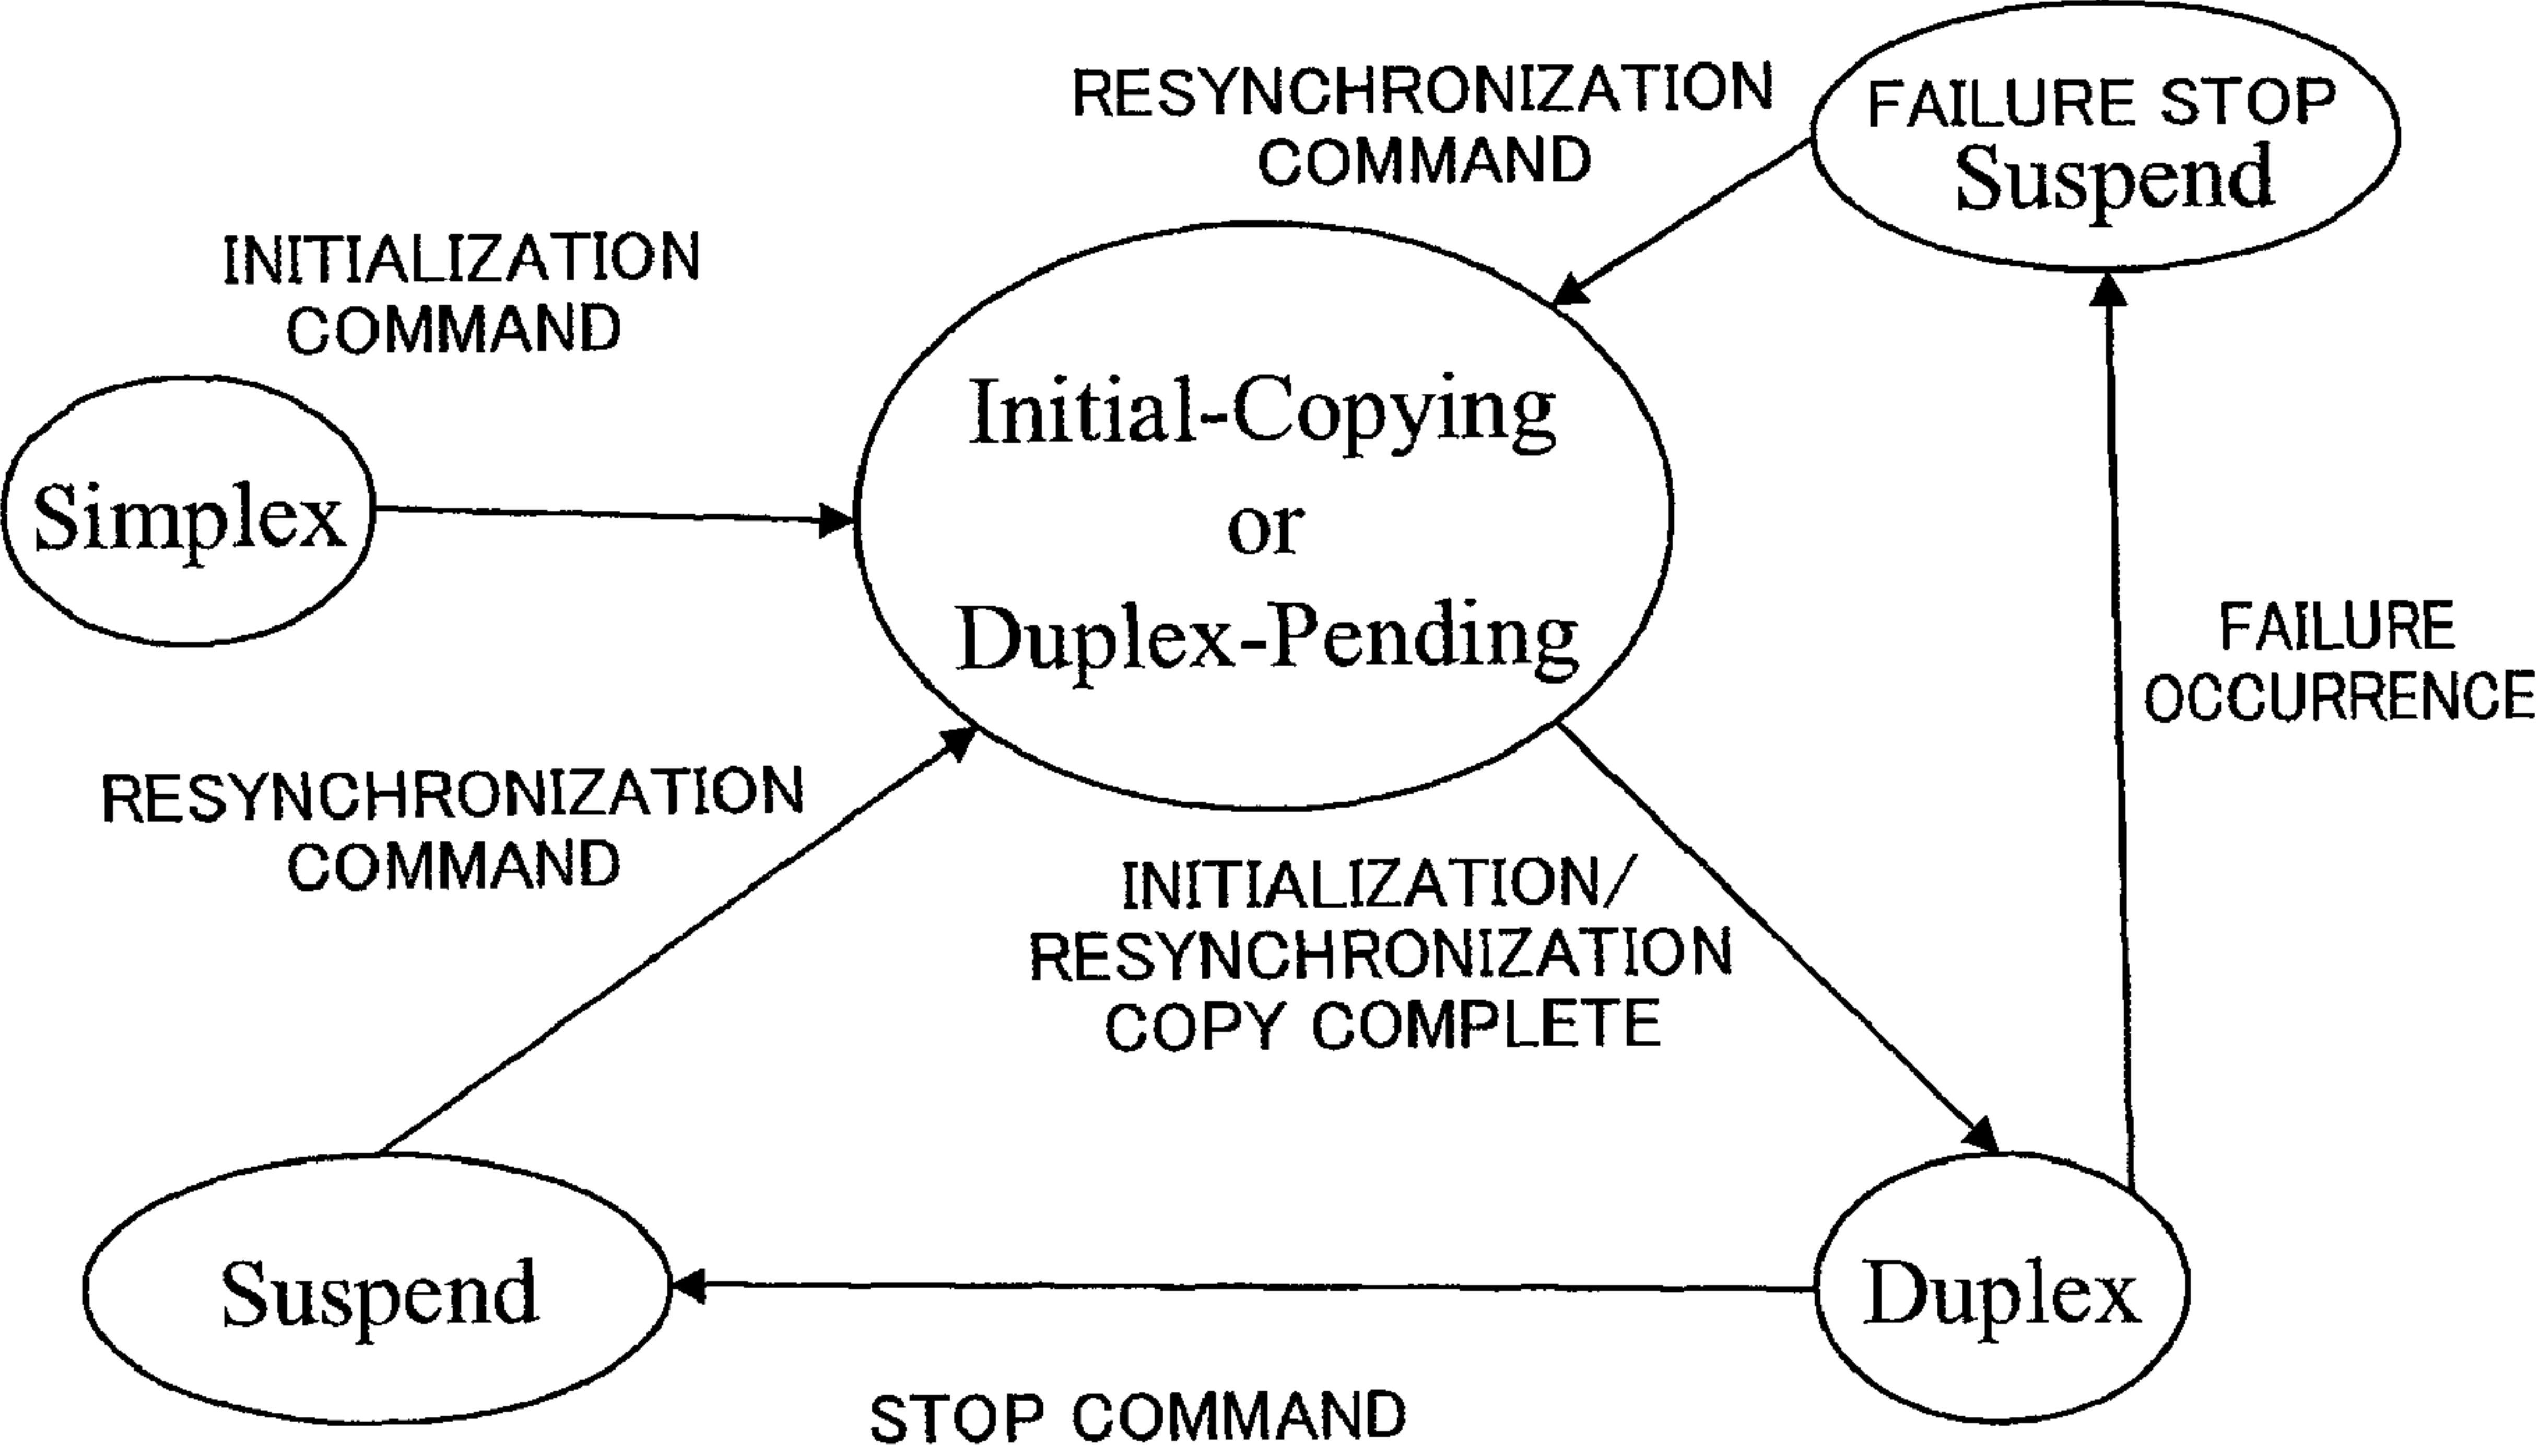 RESYNCHRONIZATION
COMMAND
FAILURE STOP
Suspend
INITIALIZATION
COMMAND
Simplex
Initial-Copying
or
Duplex-Pending
FAILURE
OCCURRENCE
RESYNCHRONIZATION
COMMAND
INITIALIZATION/
RESYNCHRONIZATION
COPY COMPLETE
Suspend
Duplex
STOP COMMAND